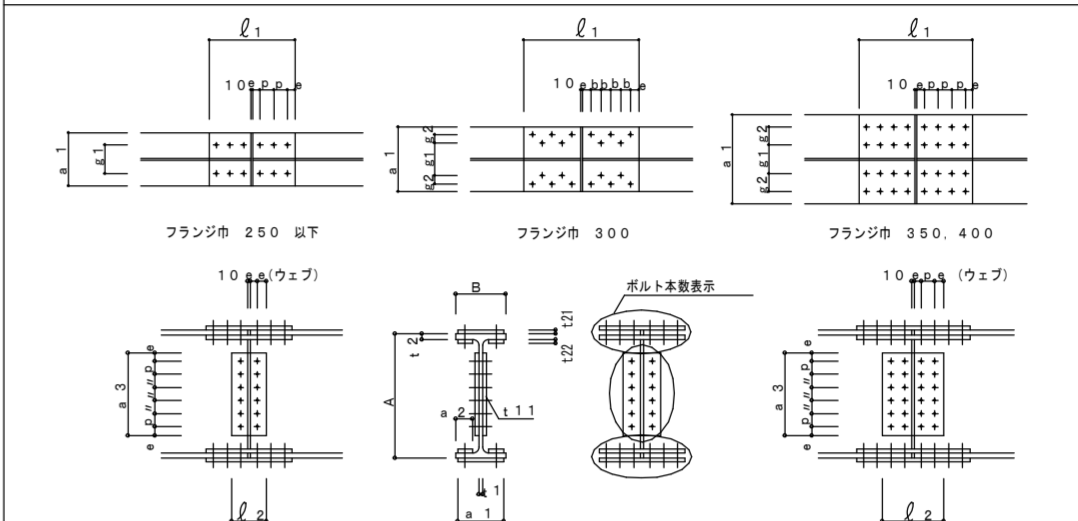 ℓ1
ℓ1
ℓ1
10 e p p e
10 e b b b b e
10 e p p p e
a1
g1
a1
g2
g1
g2
a1
g2
g1
g2
フランジ巾 250 以下
フランジ巾 300
フランジ巾 350, 400
10 e e (ウェブ)
B
ボルト本数表示
10 e p e (ウェブ)
t2
t21
t22
a3
e
p
〃
〃
〃
p
e
A
a2
t11
a3
e
p
〃
〃
p
e
ℓ2
t1
a1
ℓ2